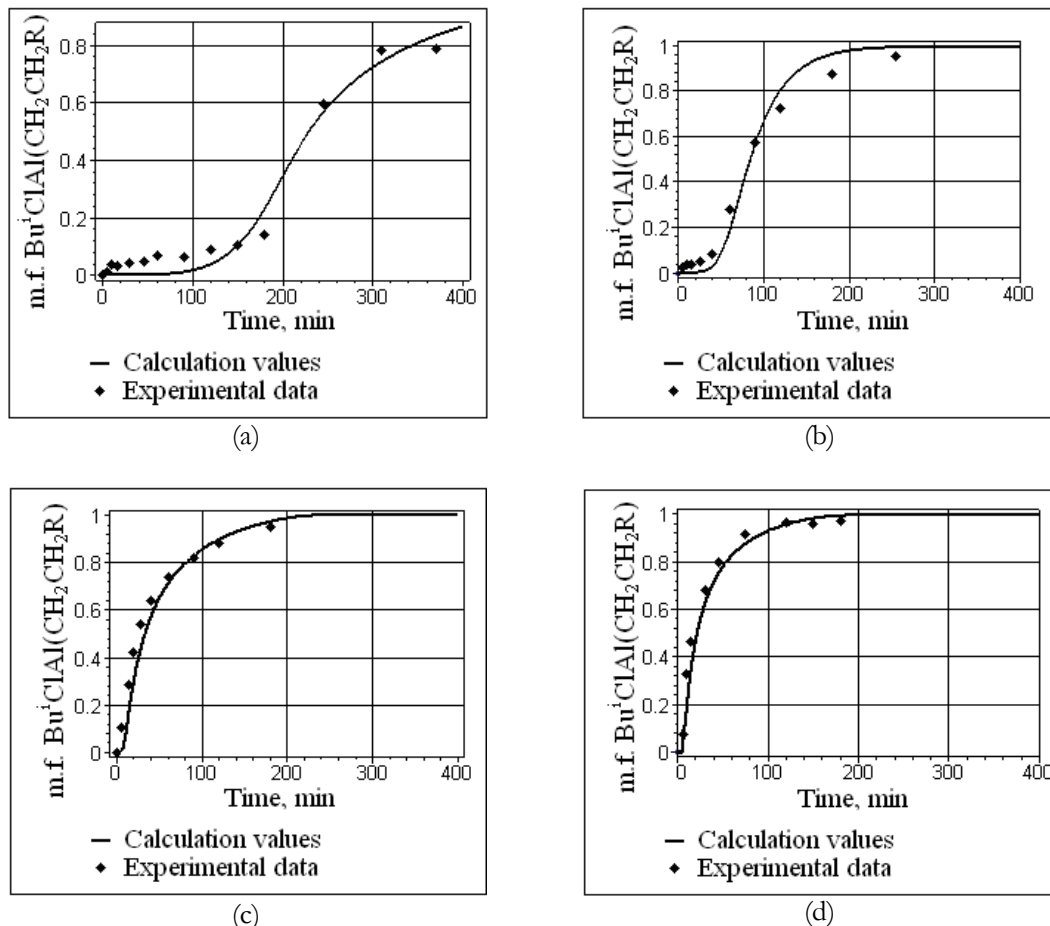 m.f. BuⁱClAl(CH₂CH₂R)
0.8
0.6
0.4
0.2
0
0 100 200 300 400
Time, min
— Calculation values
◆ Experimental data
(a)
m.f. BuⁱClAl(CH₂CH₂R)
1
0.8
0.6
0.4
0.2
0
0 100 200 300 400
Time, min
— Calculation values
◆ Experimental data
(b)
m.f. BuⁱClAl(CH₂CH₂R)
1
0.8
0.6
0.4
0.2
0
0 100 200 300 400
Time, min
— Calculation values
◆ Experimental data
(c)
m.f. BuⁱClAl(CH₂CH₂R)
1
0.8
0.6
0.4
0.2
0
0 100 200 300 400
Time, min
— Calculation values
◆ Experimental data
(d)